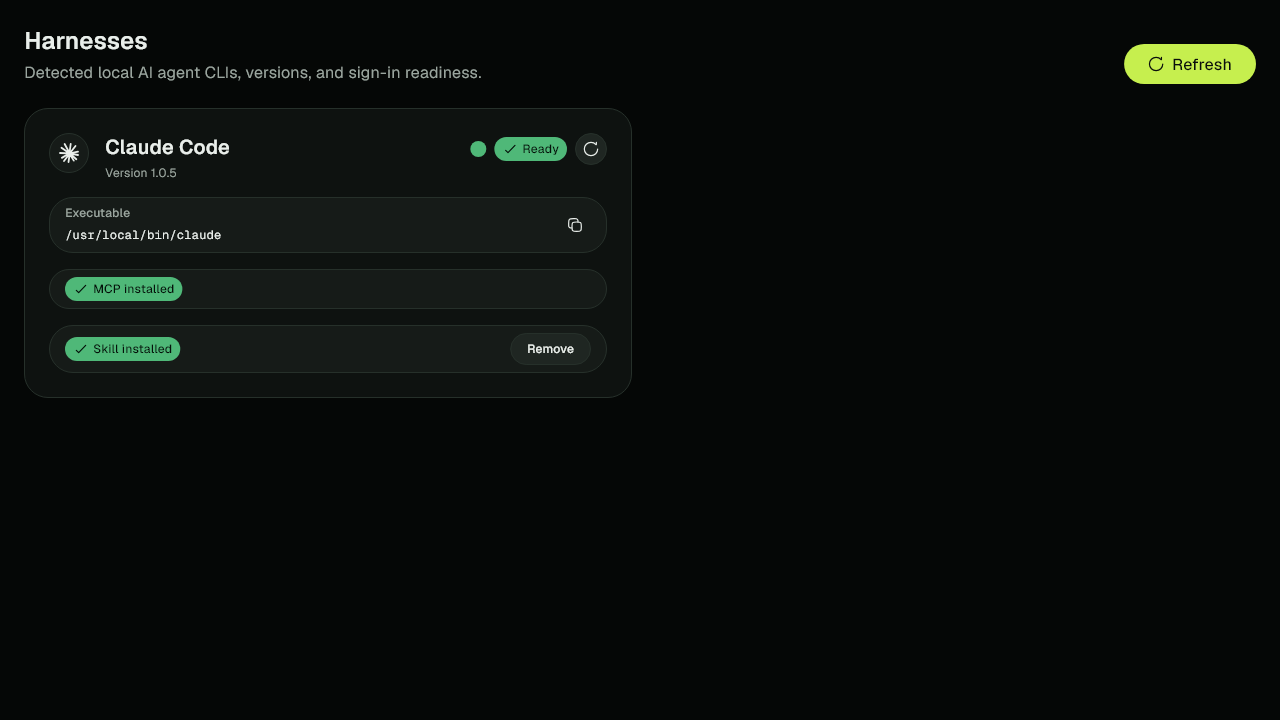 Harnesses
Detected local AI agent CLIs, versions, and sign-in readiness.
Refresh
Claude Code
Ready
Version 1.0.5
Executable
/usr/local/bin/claude
MCP installed
Skill installed
Remove